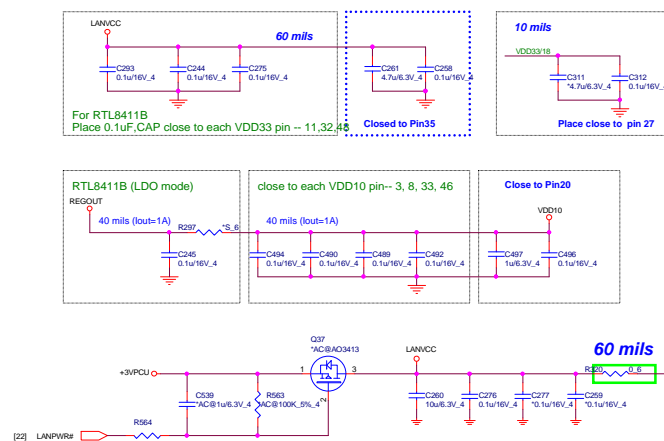 LANVCC
60 mils
C293
0.1u/16V_4
C244
0.1u/16V_4
C275
0.1u/16V_4
For RTL8411B
Place 0.1uF,CAP close to each VDD33 pin -- 11,32,48
C261
4.7u/6.3V_4
C258
0.1u/16V_4
Closed to Pin35
10 mils
VDD33/18
C311
*4.7u/6.3V_4
C312
0.1u/16V_4
Place close to pin 27
RTL8411B (LDO mode)
REGOUT
40 mils (Iout=1A)
R297
*S_6
C245
0.1u/16V_4
close to each VDD10 pin-- 3, 8, 33, 46
40 mils (Iout=1A)
C494
0.1u/16V_4
C490
0.1u/16V_4
C489
0.1u/16V_4
C492
0.1u/16V_4
Close to Pin20
VDD10
C497
1u/6.3V_4
C496
0.1u/16V_4
Q37
*AC@AO3413
+3VPCU
1
3
2
C539
*AC@1u/6.3V_4
R563
*AC@100K_5%_4
[22]
LANPWR#
R564
LANVCC
C260
10u/6.3V_4
C276
0.1u/16V_4
C277
*0.1u/16V_4
C259
*0.1u/16V_4
60 mils
R320
0_6